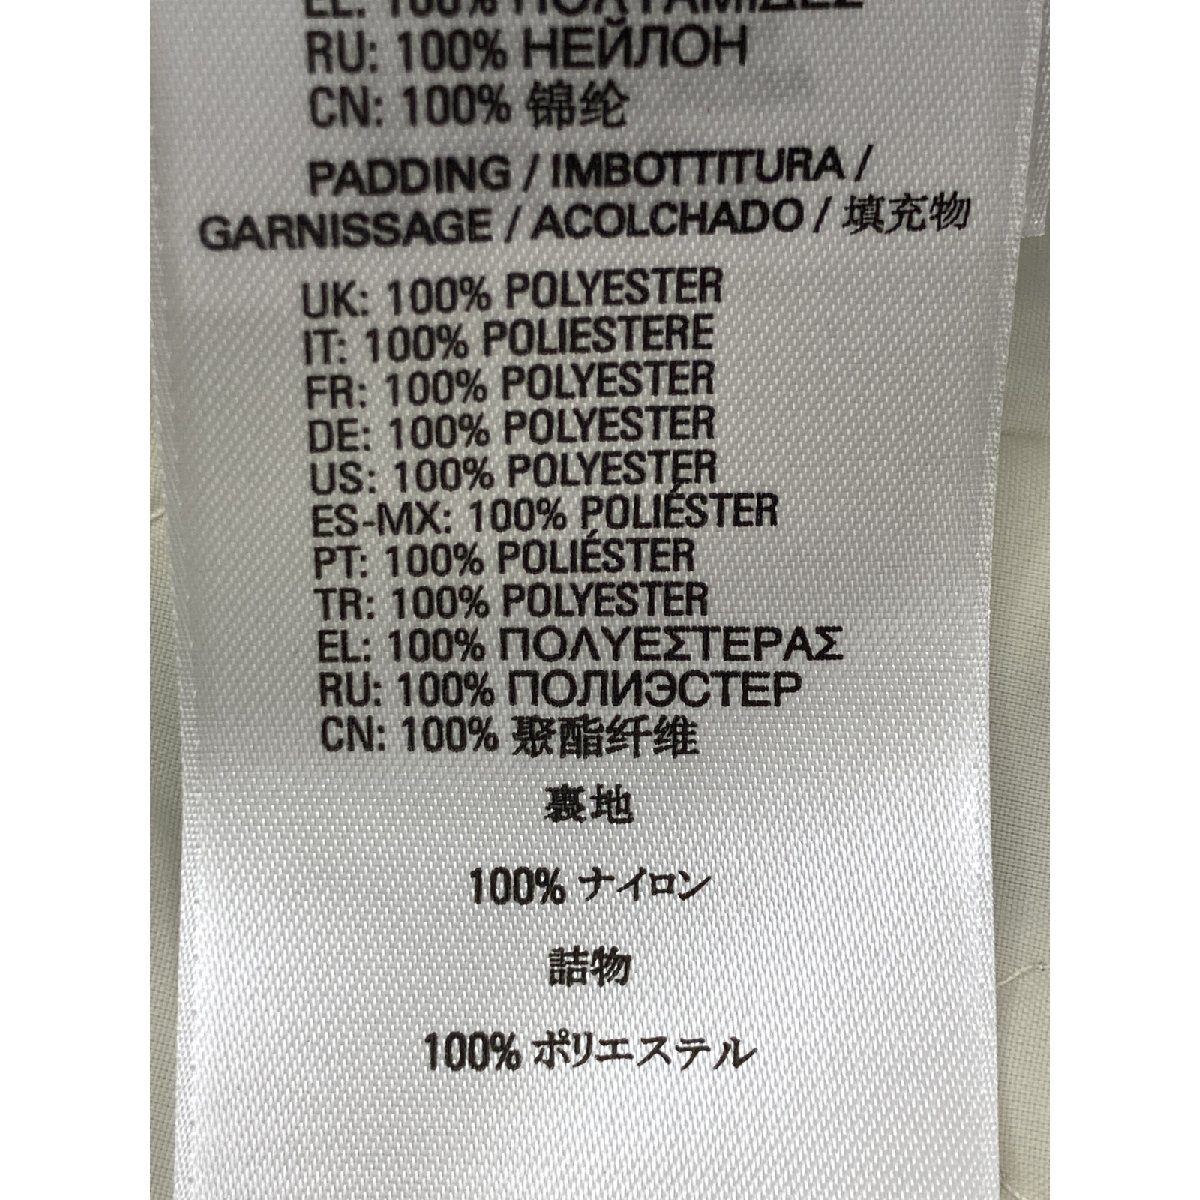 EL: 100% ΠΟΛΥΑΜΙΔΕΣ
RU: 100% НЕЙЛОН
CN: 100% 锦纶
PADDING / IMBOTTITURA /
GARNISSAGE / ACOLCHADO / 填充物
UK: 100% POLYESTER
IT: 100% POLIESTERE
FR: 100% POLYESTER
DE: 100% POLYESTER
US: 100% POLYESTER
ES-MX: 100% POLIÉSTER
PT: 100% POLIÉSTER
TR: 100% POLYESTER
EL: 100% ΠΟΛΥΕΣΤΕΡΑΣ
RU: 100% ПОЛИЭСТЕР
CN: 100% 聚酯纤维
裏地
100% ナイロン
詰物
100% ポリエステル